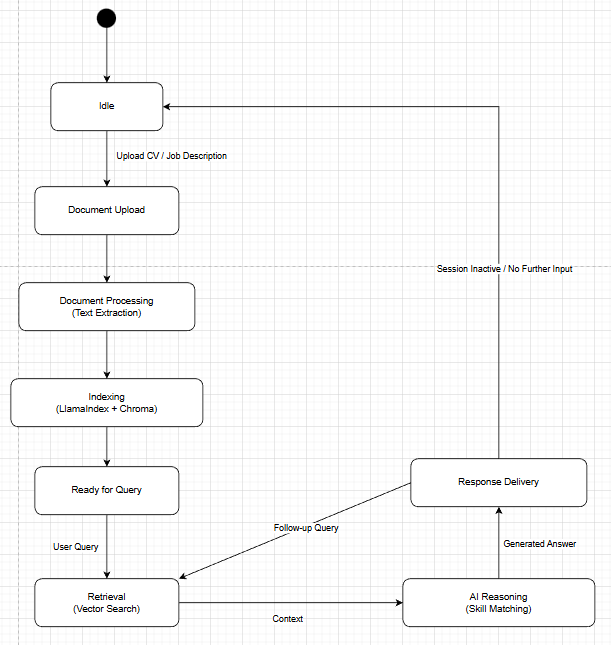 Idle
Upload CV / Job Description
Document Upload
Session Inactive / No Further Input
Document Processing
(Text Extraction)
Indexing
(LlamaIndex + Chroma)
Ready for Query
Response Delivery
Follow-up Query
User Query
Generated Answer
Retrieval
(Vector Search)
Context
AI Reasoning
(Skill Matching)